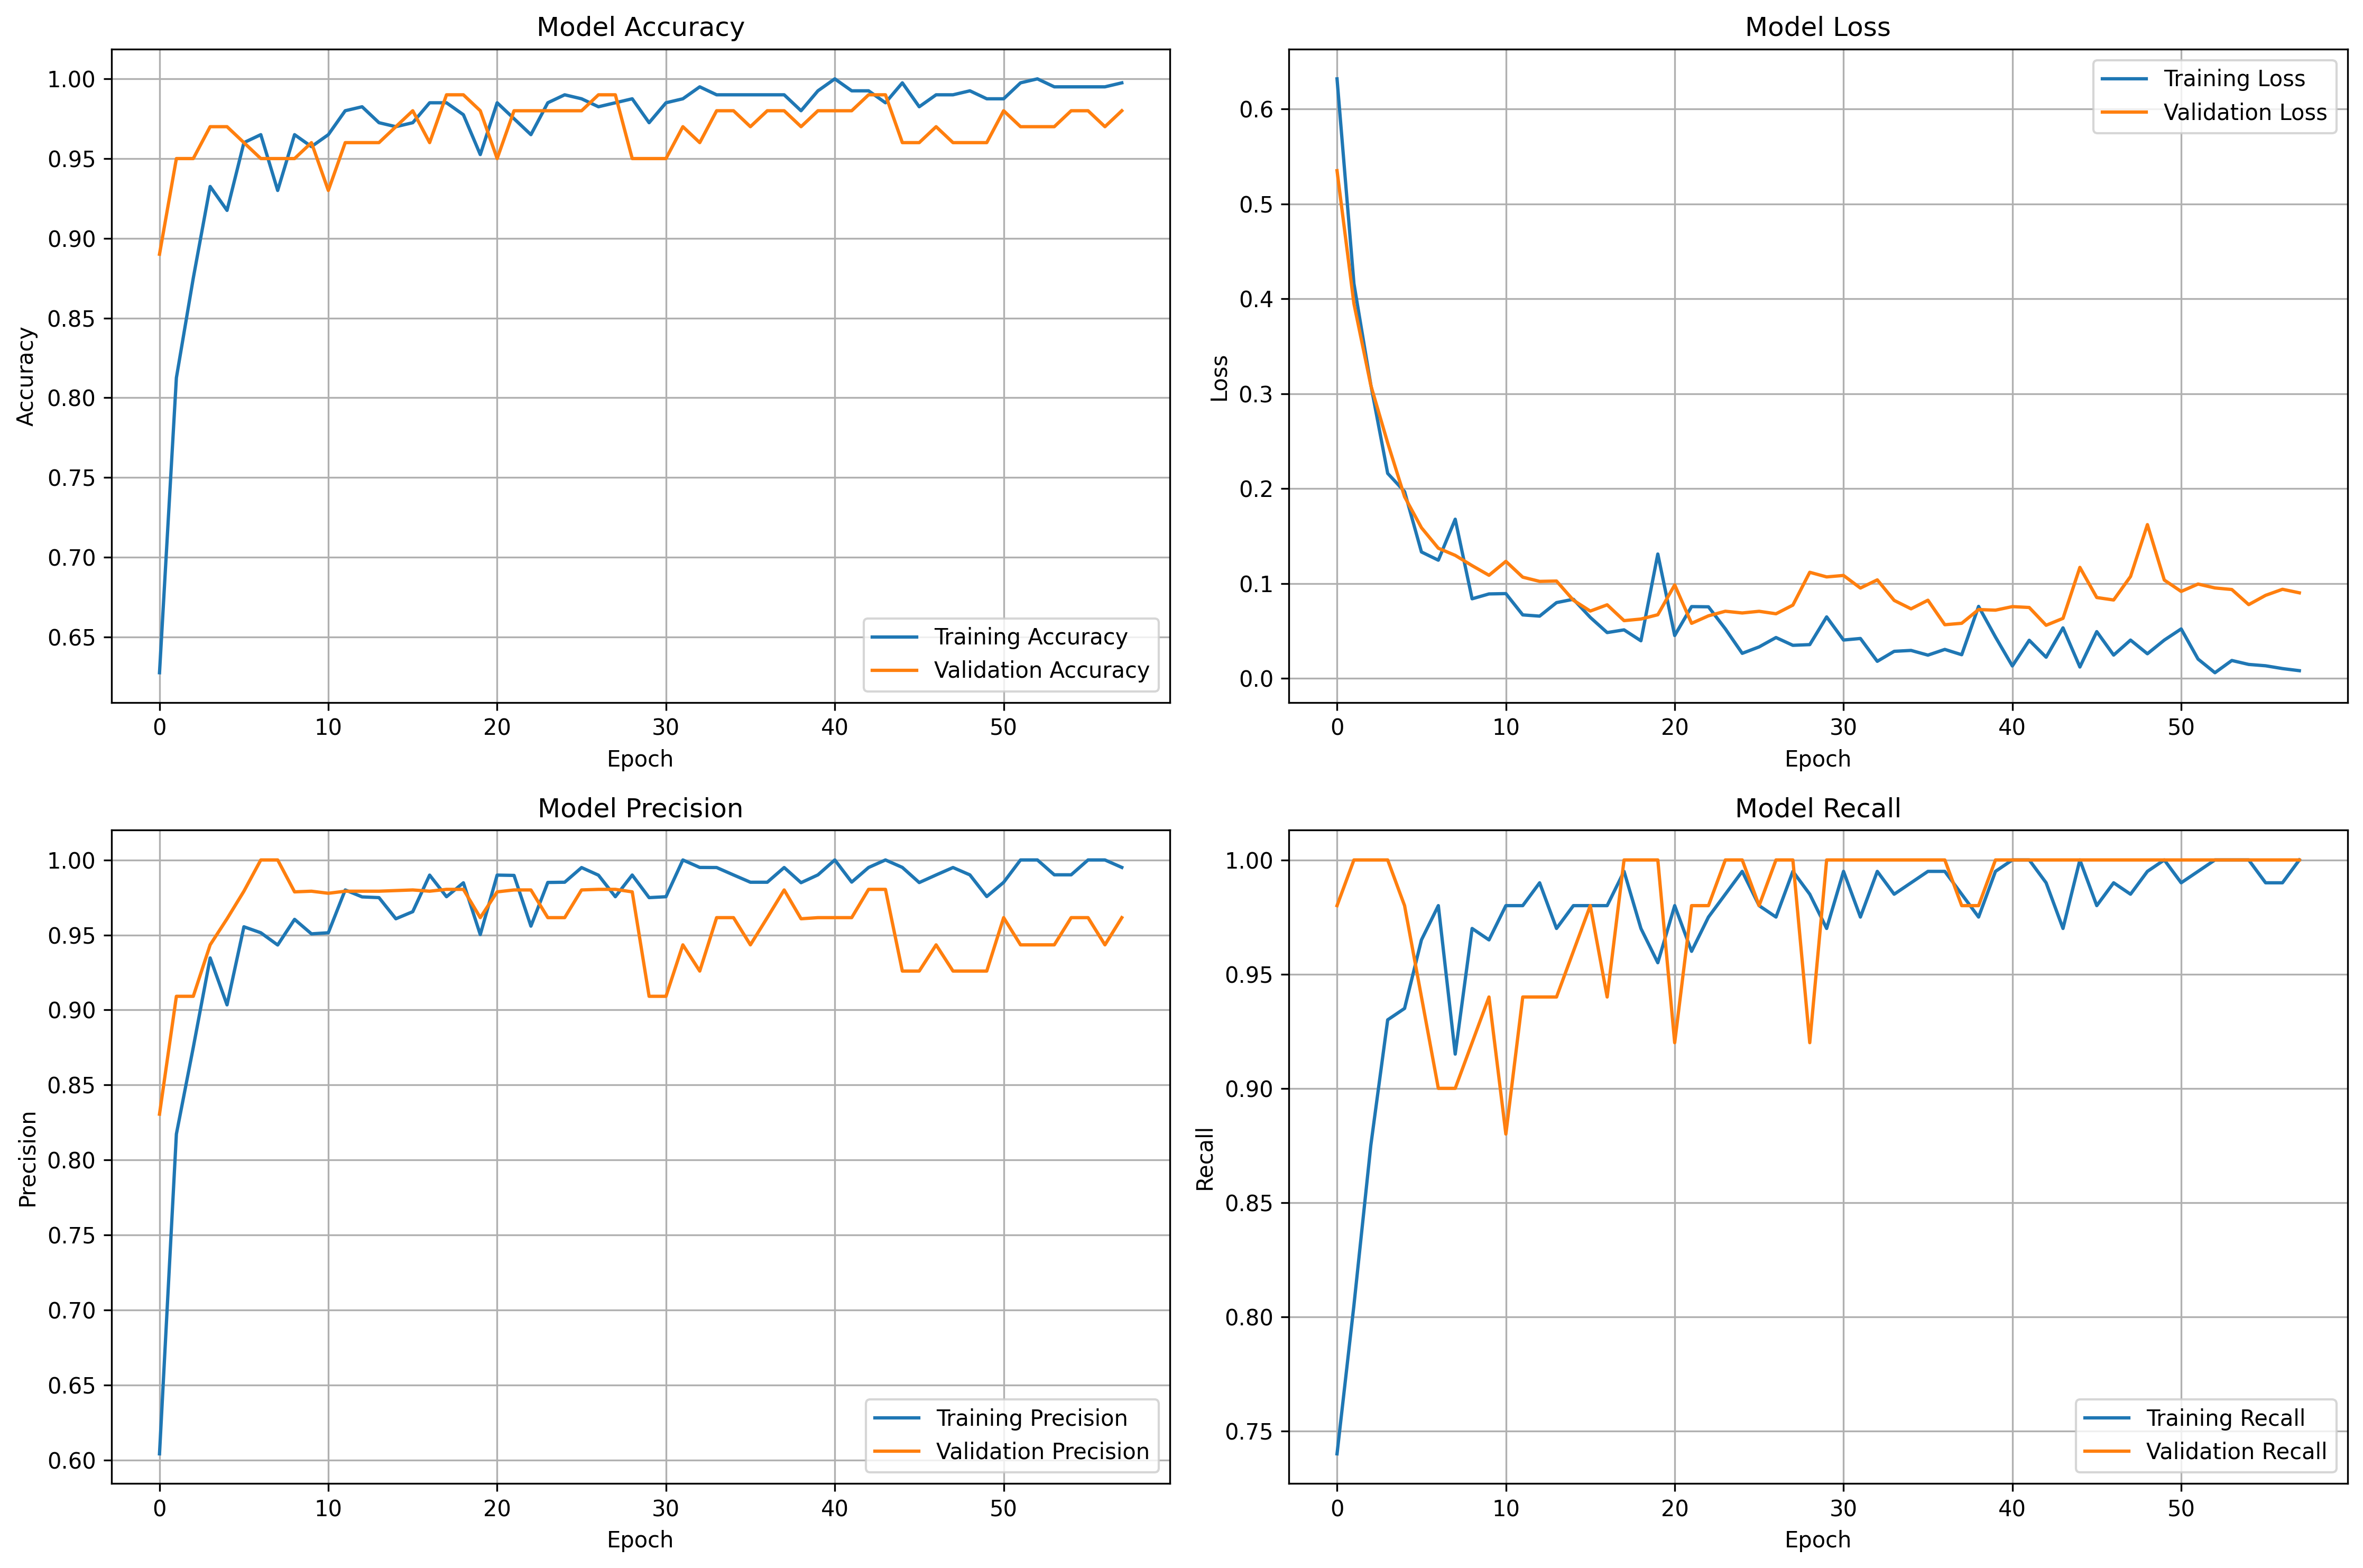 Model Accuracy
1.00
0.95
0.90
0.85
0.80
0.75
0.70
0.65
Accuracy
Training Accuracy
Validation Accuracy
0 10 20 30 40 50
Epoch
Model Loss
0.6
0.5
0.4
0.3
0.2
0.1
0.0
Loss
Training Loss
Validation Loss
0 10 20 30 40 50
Epoch
Model Precision
1.00
0.95
0.90
0.85
0.80
0.75
0.70
0.65
0.60
Precision
Training Precision
Validation Precision
0 10 20 30 40 50
Epoch
Model Recall
1.00
0.95
0.90
0.85
0.80
0.75
Recall
Training Recall
Validation Recall
0 10 20 30 40 50
Epoch